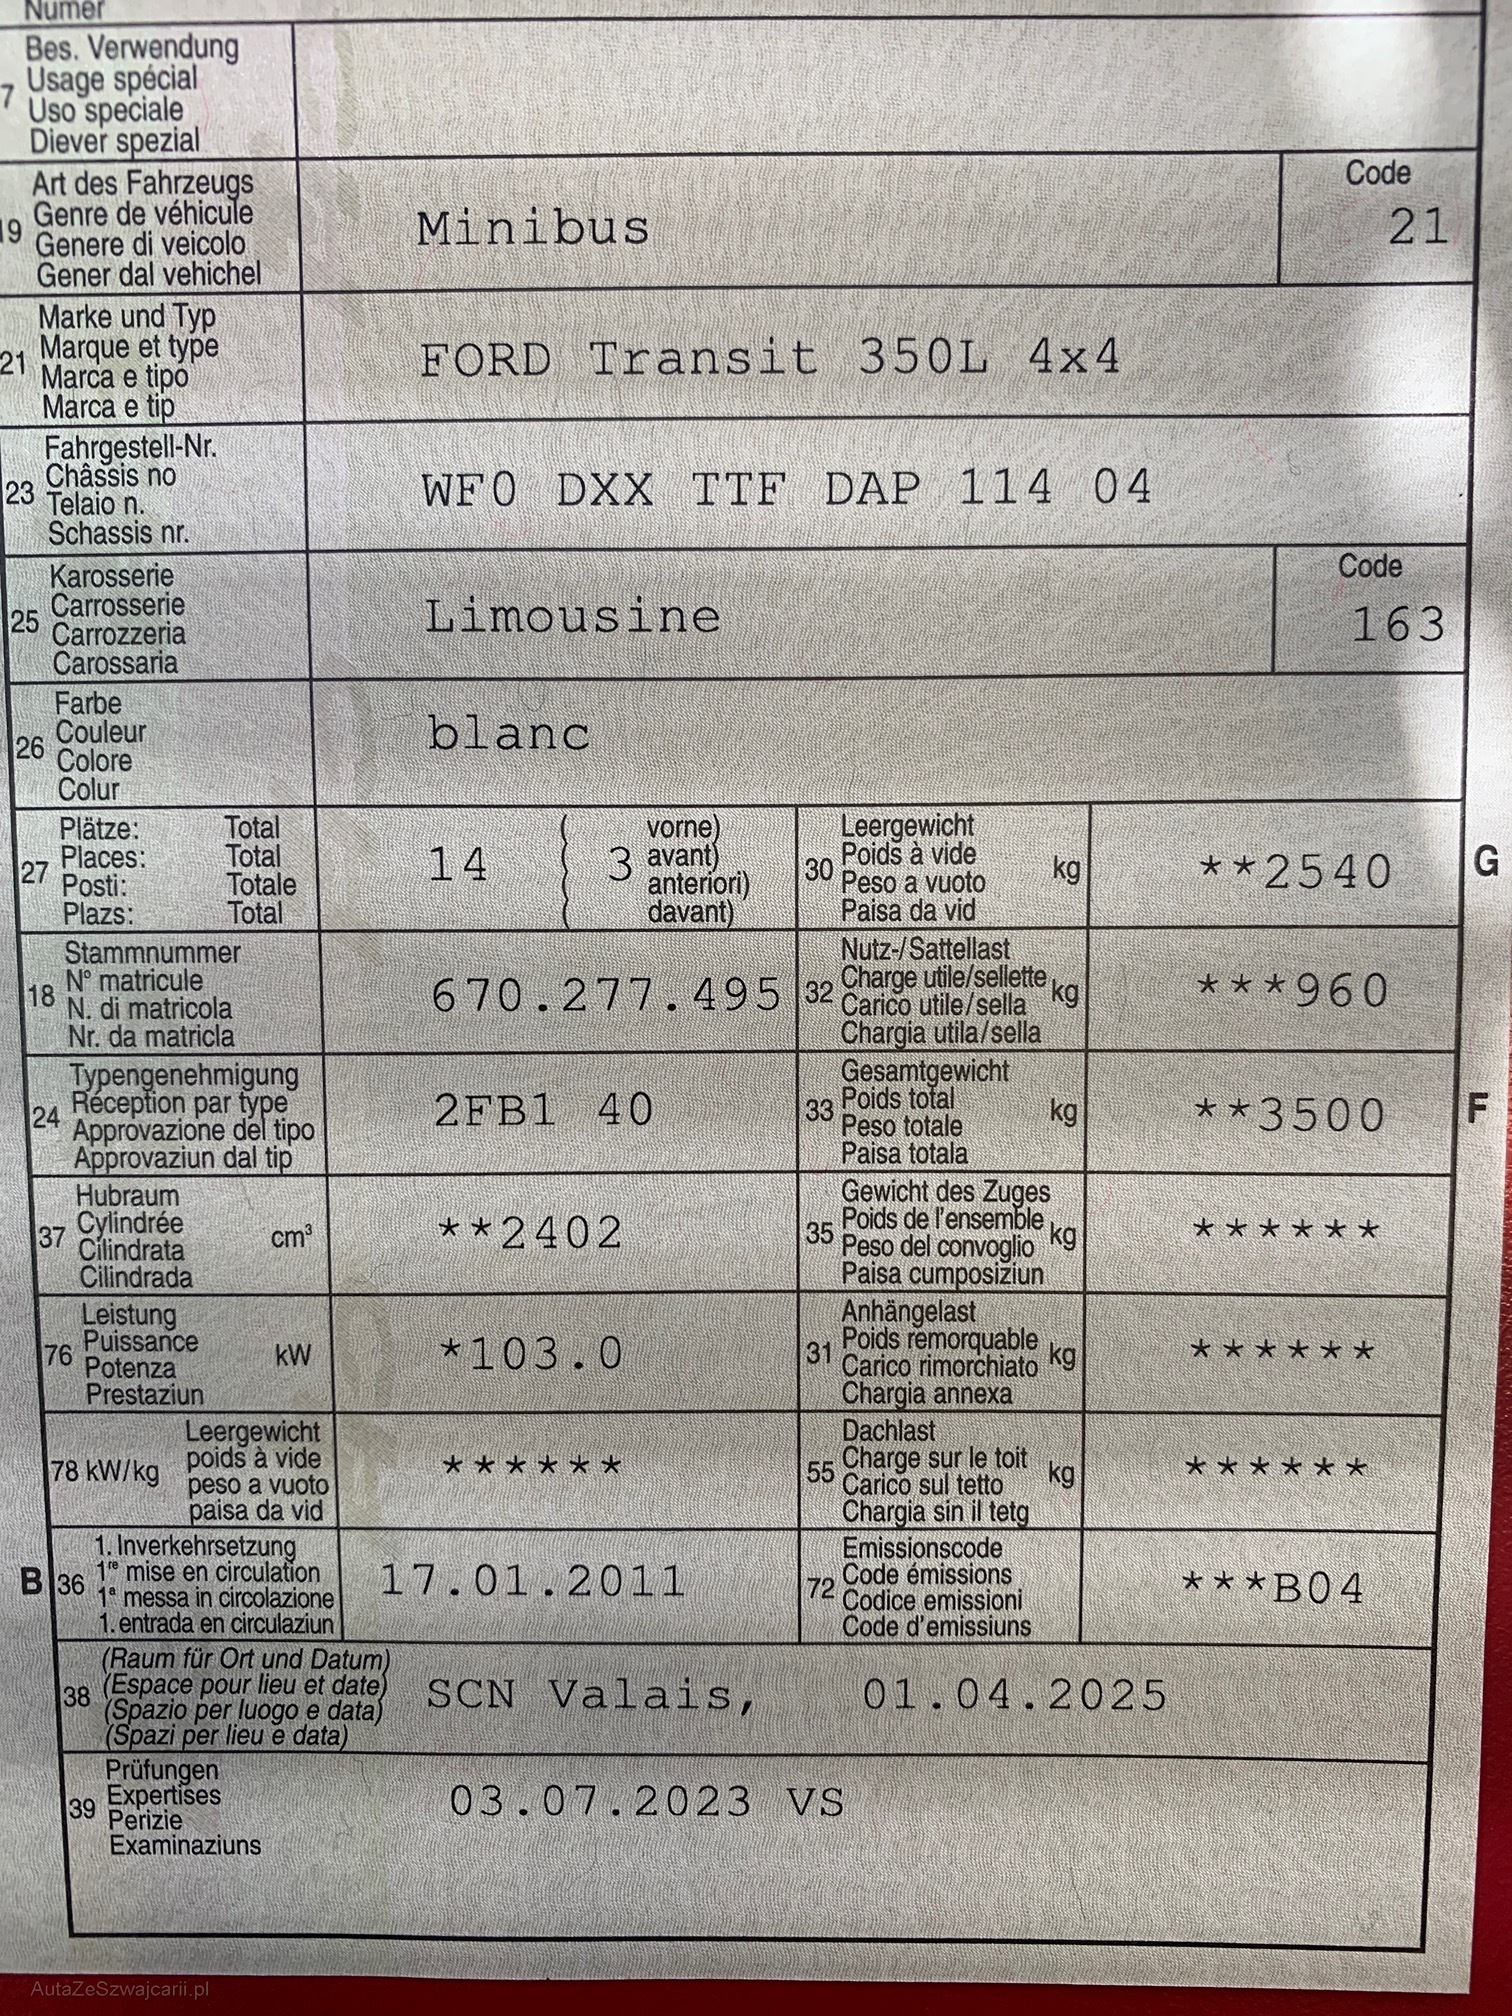 Numer
7 Bes. Verwendung
Usage spécial
Uso speciale
Diever spezial
19 Art des Fahrzeugs
Genre de véhicule
Genere di veicolo
Gener dal vehichel
Minibus
Code
21
21 Marke und Typ
Marque et type
Marca e tipo
Marca e tip
FORD Transit 350L 4x4
23 Fahrgestell-Nr.
Châssis no
Telaio n.
Schassis nr.
WF0 DXX TTF DAP 114 04
25 Karosserie
Carrosserie
Carrozzeria
Carossaria
Limousine
Code
163
26 Farbe
Couleur
Colore
Colur
blanc
27 Plätze: Total
Places: Total
Posti: Totale
Plazs: Total
14 ( 3 vorne)
avant)
anteriori)
davant)
30 Leergewicht
Poids à vide
Peso a vuoto
Paisa da vid
kg
**2540
G
18 Stammnummer
N° matricule
N. di matricola
Nr. da matricla
670.277.495
32 Nutz-/Sattellast
Charge utile/sellette
Carico utile/sella
Chargia utila/sella
kg
***960
24 Typengenehmigung
Réception par type
Approvazione del tipo
Approvaziun dal tip
2FB1 40
33 Gesamtgewicht
Poids total
Peso totale
Paisa totala
kg
**3500
F
37 Hubraum
Cylindrée
Cilindrata
Cilindrada
cm³
**2402
35 Gewicht des Zuges
Poids de l'ensemble
Peso del convoglio
Paisa cumposiziun
kg
******
76 Leistung
Puissance
Potenza
Prestaziun
kW
*103.0
31 Anhängelast
Poids remorquable
Carico rimorchiato
Chargia annexa
kg
******
78 kW/kg
Leergewicht
poids à vide
peso a vuoto
paisa da vid
******
55 Dachlast
Charge sur le toit
Carico sul tetto
Chargia sin il tetg
kg
******
B
36 1. Inverkehrsetzung
1re mise en circulation
1a messa in circolazione
1. entrada en circulaziun
17.01.2011
72 Emissionscode
Code émissions
Codice emissioni
Code d'emissiuns
***B04
38 (Raum für Ort und Datum)
(Espace pour lieu et date)
(Spazio per luogo e data)
(Spazi per lieu e data)
SCN Valais, 01.04.2025
39 Prüfungen
Expertises
Perizie
Examinaziuns
03.07.2023 VS
AutaZeSzwajcarii.pl